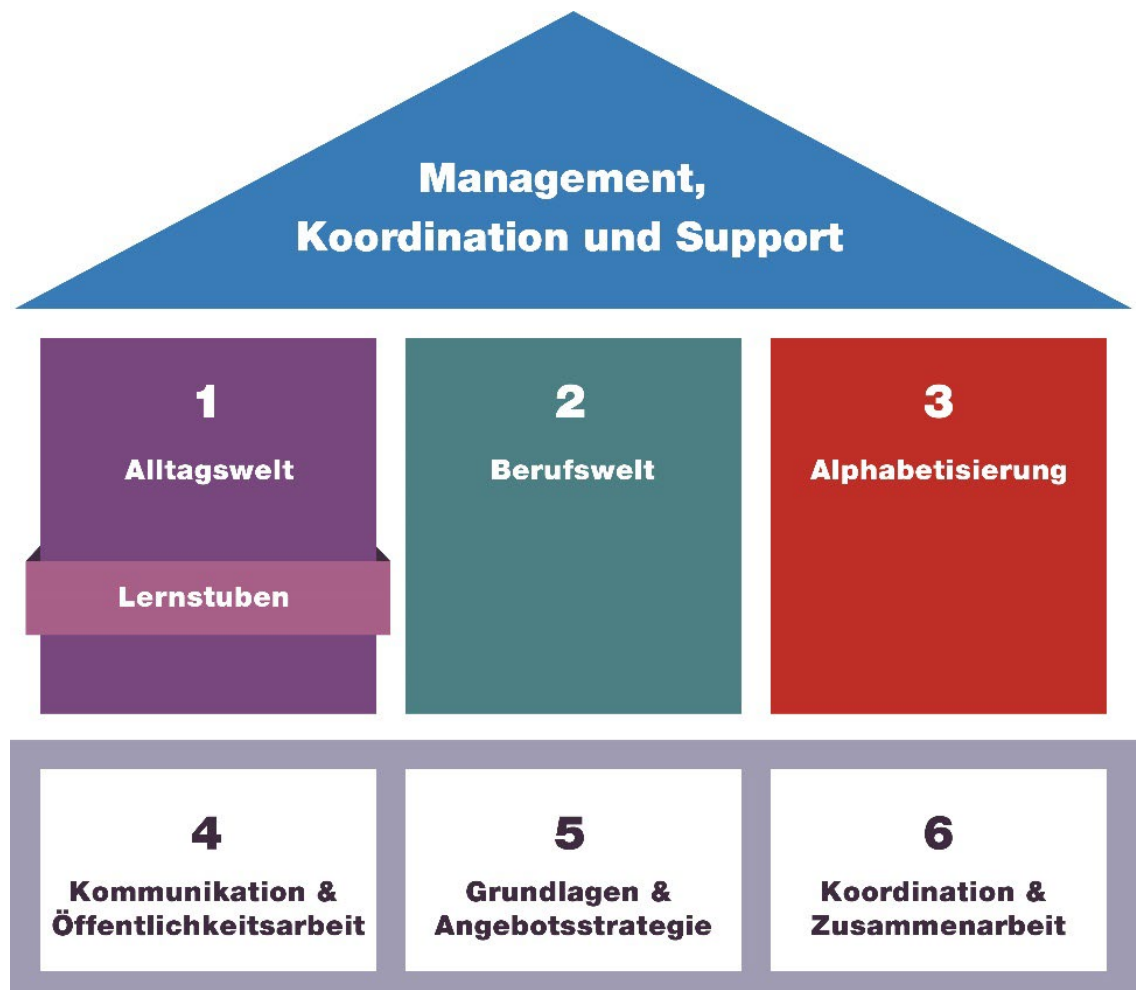 Management,
Koordination und Support
1
Alltagswelt
Lernstuben
2
Berufswelt
3
Alphabetisierung
4
Kommunikation &
Öffentlichkeitsarbeit
5
Grundlagen &
Angebotsstrategie
6
Koordination &
Zusammenarbeit